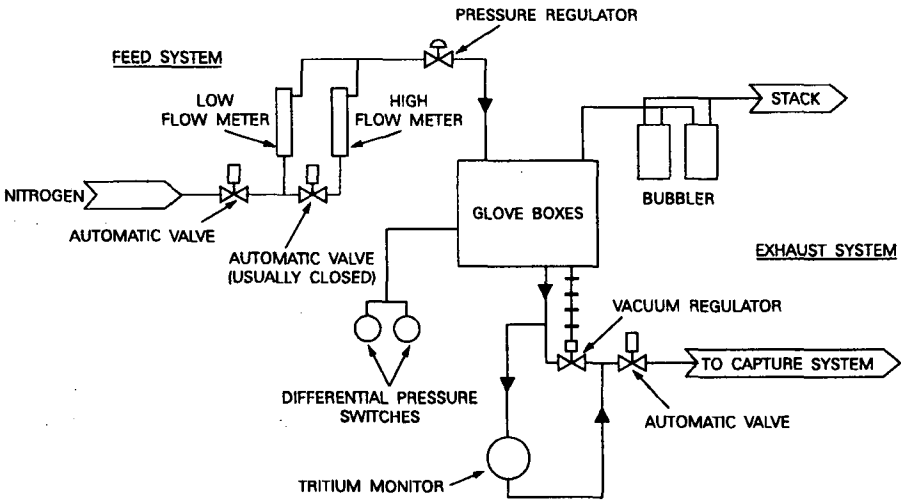 PRESSURE REGULATOR
FEED SYSTEM
LOW
FLOW METER
HIGH
FLOW METER
STACK
NITROGEN
BUBBLER
GLOVE BOXES
AUTOMATIC VALVE
AUTOMATIC VALVE
(USUALLY CLOSED)
EXHAUST SYSTEM
VACUUM REGULATOR
TO CAPTURE SYSTEM
DIFFERENTIAL PRESSURE
SWITCHES
AUTOMATIC VALVE
TRITIUM MONITOR